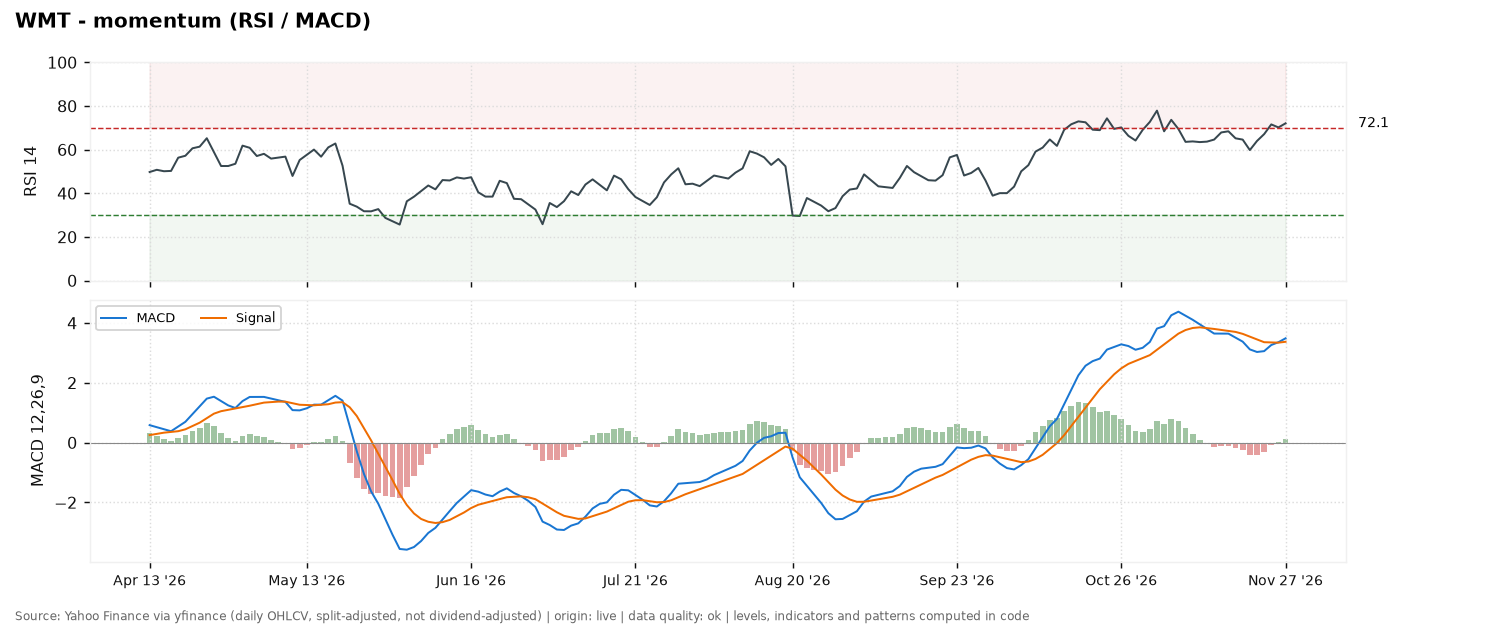 WMT - momentum (RSI / MACD)
100
80
60
40
20
0
RSI 14
72.1
MACD
Signal
4
2
0
−2
MACD 12,26,9
Apr 13 '26
May 13 '26
Jun 16 '26
Jul 21 '26
Aug 20 '26
Sep 23 '26
Oct 26 '26
Nov 27 '26
Source: Yahoo Finance via yfinance (daily OHLCV, split-adjusted, not dividend-adjusted) | origin: live | data quality: ok | levels, indicators and patterns computed in code